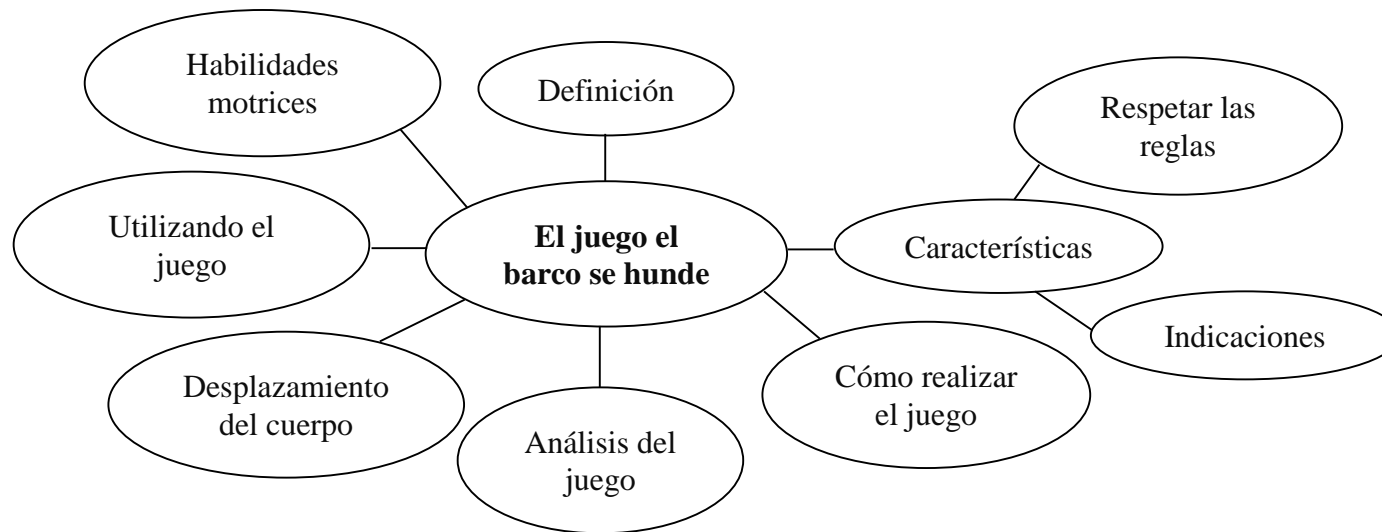 Habilidades
motrices
Definición
Respetar las
reglas
Utilizando el
juego
El juego el
barco se hunde
Característícas
Indicaciones
Desplazamiento
del cuerpo
Análisis del
juego
Cómo realizar
el juego